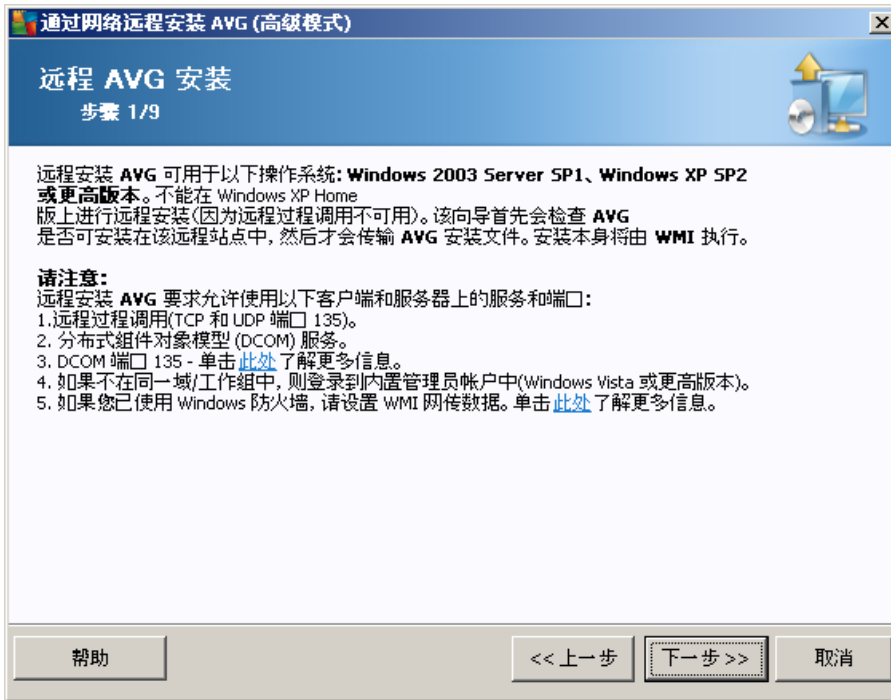 通过网络远程安装 AVG (高级模式)
远程 AVG 安装
步骤 1/9
远程安装 AVG 可用于以下操作系统: Windows 2003 Server SP1、Windows XP SP2
或更高版本。不能在 Windows XP Home
版上进行远程安装(因为远程过程调用不可用)。该向导首先会检查 AVG
是否可安装在该远程站点中, 然后才会传输 AVG 安装文件。安装本身将由 WMI 执行。
请注意:
远程安装 AVG 要求允许使用以下客户端和服务器上的服务和端口:
1.远程过程调用(TCP 和 UDP 端口 135)。
2. 分布式组件对象模型 (DCOM) 服务。
3. DCOM 端口 135 - 单击此处了解更多信息。
4. 如果不在同一域/工作组中, 则登录到内置管理员帐户中(Windows Vista 或更高版本)。
5. 如果您已使用 Windows 防火墙, 请设置 WMI 网传数据。单击此处了解更多信息。
帮助
<< 上一步
下一步 >>
取消